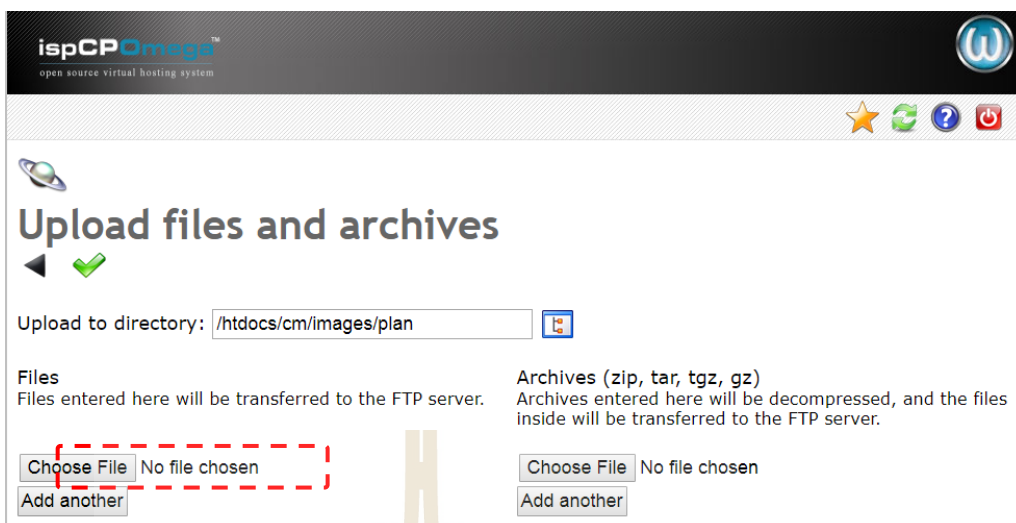 ispCPOmega™
open source virtual hosting system
Upload files and archives
Upload to directory: /htdocs/cm/images/plan
Files
Files entered here will be transferred to the FTP server.
Choose File No file chosen
Add another
Archives (zip, tar, tgz, gz)
Archives entered here will be decompressed, and the files
inside will be transferred to the FTP server.
Choose File No file chosen
Add another